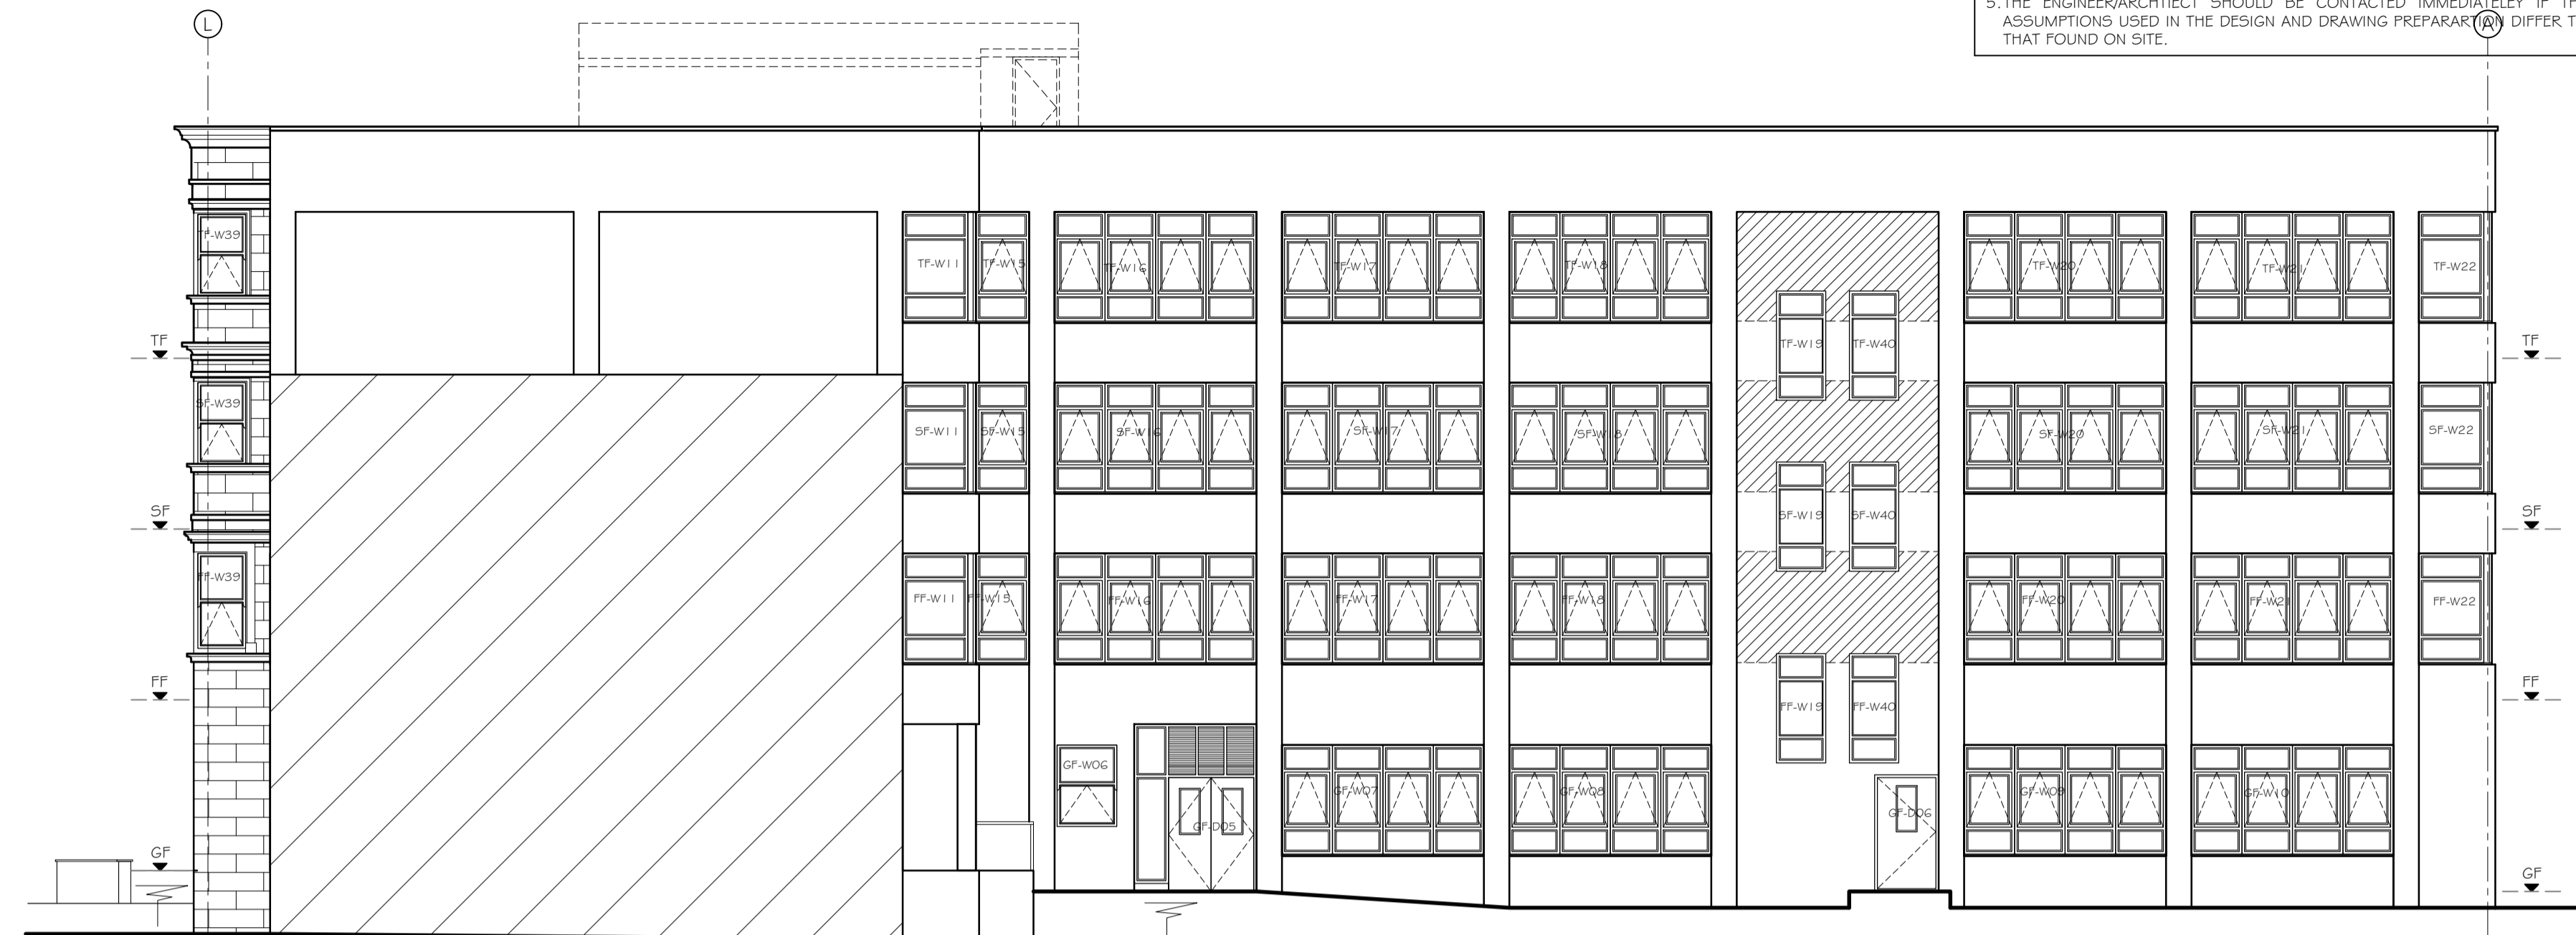 L
5. THE ENGINEER/ARCHTIECT SHOULD BE CONTACTED IMMEDIATELEY IF
ASSUMPTIONS USED IN THE DESIGN AND DRAWING PREPARARTION DIFFER
THAT FOUND ON SITE.
A
TF-W39
TF-W11
TF-W15
TF-W16
TF-W17
TF-W18
TF-W20
TF-W21
TF-W22
TF
TF-W19
TF-W40
TF
SF-W39
SF-W11
SF-W15
SF-W16
SF-W17
SF-W18
SF-W20
SF-W21
SF-W22
SF
SF-W19
SF-W40
SF
FF-W39
FF-W11
FF-W15
FF-W16
FF-W17
FF-W18
FF-W20
FF-W21
FF-W22
FF
FF-W19
FF-W40
FF
GF-W06
GF-W07
GF-W08
GF-W09
GF-W10
GF-D05
GF-D06
GF
GF